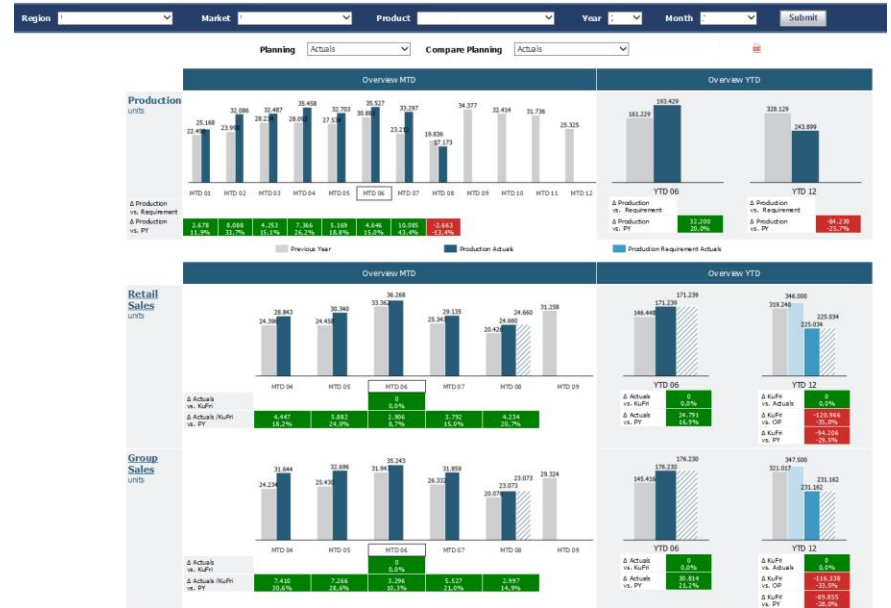 Region Market Product Year Month Submit
Planning Actuals Compare Planning Actuals
Overview MTD Overview YTD
Production
units
25.168 32.086 32.487 35.458 32.703 35.527 33.297 19.836 34.377 32.414 31.736 25.325
17.173
161.229 193.429 328.129 243.899
MTD 01 MTD 02 MTD 03 MTD 04 MTD 05 MTD 06 MTD 07 MTD 08 MTD 09 MTD 10 MTD 11 MTD 12
YTD 06 YTD 12
Δ Production
vs. Requirement
Δ Production
vs. PY
2.678 8.088 4.253 7.366 5.169 4.646 10.085 -2.663
11,9% 33,7% 15,1% 26,2% 18,8% 15,0% 43,4% -13,4%
Δ Production
vs. Requirement
Δ Production
vs. PY
32.200
20,0%
Δ Production
vs. Requirement
Δ Production
vs. PY
-84.230
-25,7%
Previous Year Production Actuals Production Requirement Actuals
Overview MTD Overview YTD
Retail
Sales
units
24.396 28.843 24.458 30.340 33.362 36.268 25.343 29.135 20.426 24.660 24.660 31.258
146.448 171.239 171.239 319.240 346.000 225.034 225.034
MTD 04 MTD 05 MTD 06 MTD 07 MTD 08 MTD 09
YTD 06 YTD 12
Δ Actuals
vs. KuFri
0
0,0%
Δ Actuals /KuFri
vs. PY
4.447 5.882 2.906 3.792 4.234
18,2% 24,0% 8,7% 15,0% 20,7%
Δ Actuals
vs. KuFri
0
0,0%
Δ Actuals
vs. PY
24.791
16,9%
Δ KuFri
vs. Actuals
0
0,0%
Δ KuFri
vs. OP
-120.966
-35,0%
Δ KuFri
vs. PY
-94.206
-29,5%
Group
Sales
units
24.234 31.644 25.430 32.696 31.947 35.243 26.332 31.859 20.076 23.073 23.073 29.324
145.416 176.230 176.230 321.017 347.500 231.162 231.162
MTD 04 MTD 05 MTD 06 MTD 07 MTD 08 MTD 09
YTD 06 YTD 12
Δ Actuals
vs. KuFri
0
0,0%
Δ Actuals /KuFri
vs. PY
7.410 7.266 3.296 5.527 2.997
30,6% 28,6% 10,3% 21,0% 14,9%
Δ Actuals
vs. KuFri
0
0,0%
Δ Actuals
vs. PY
30.814
21,2%
Δ KuFri
vs. Actuals
0
0,0%
Δ KuFri
vs. OP
-116.338
-33,5%
Δ KuFri
vs. PY
-89.855
-28,0%